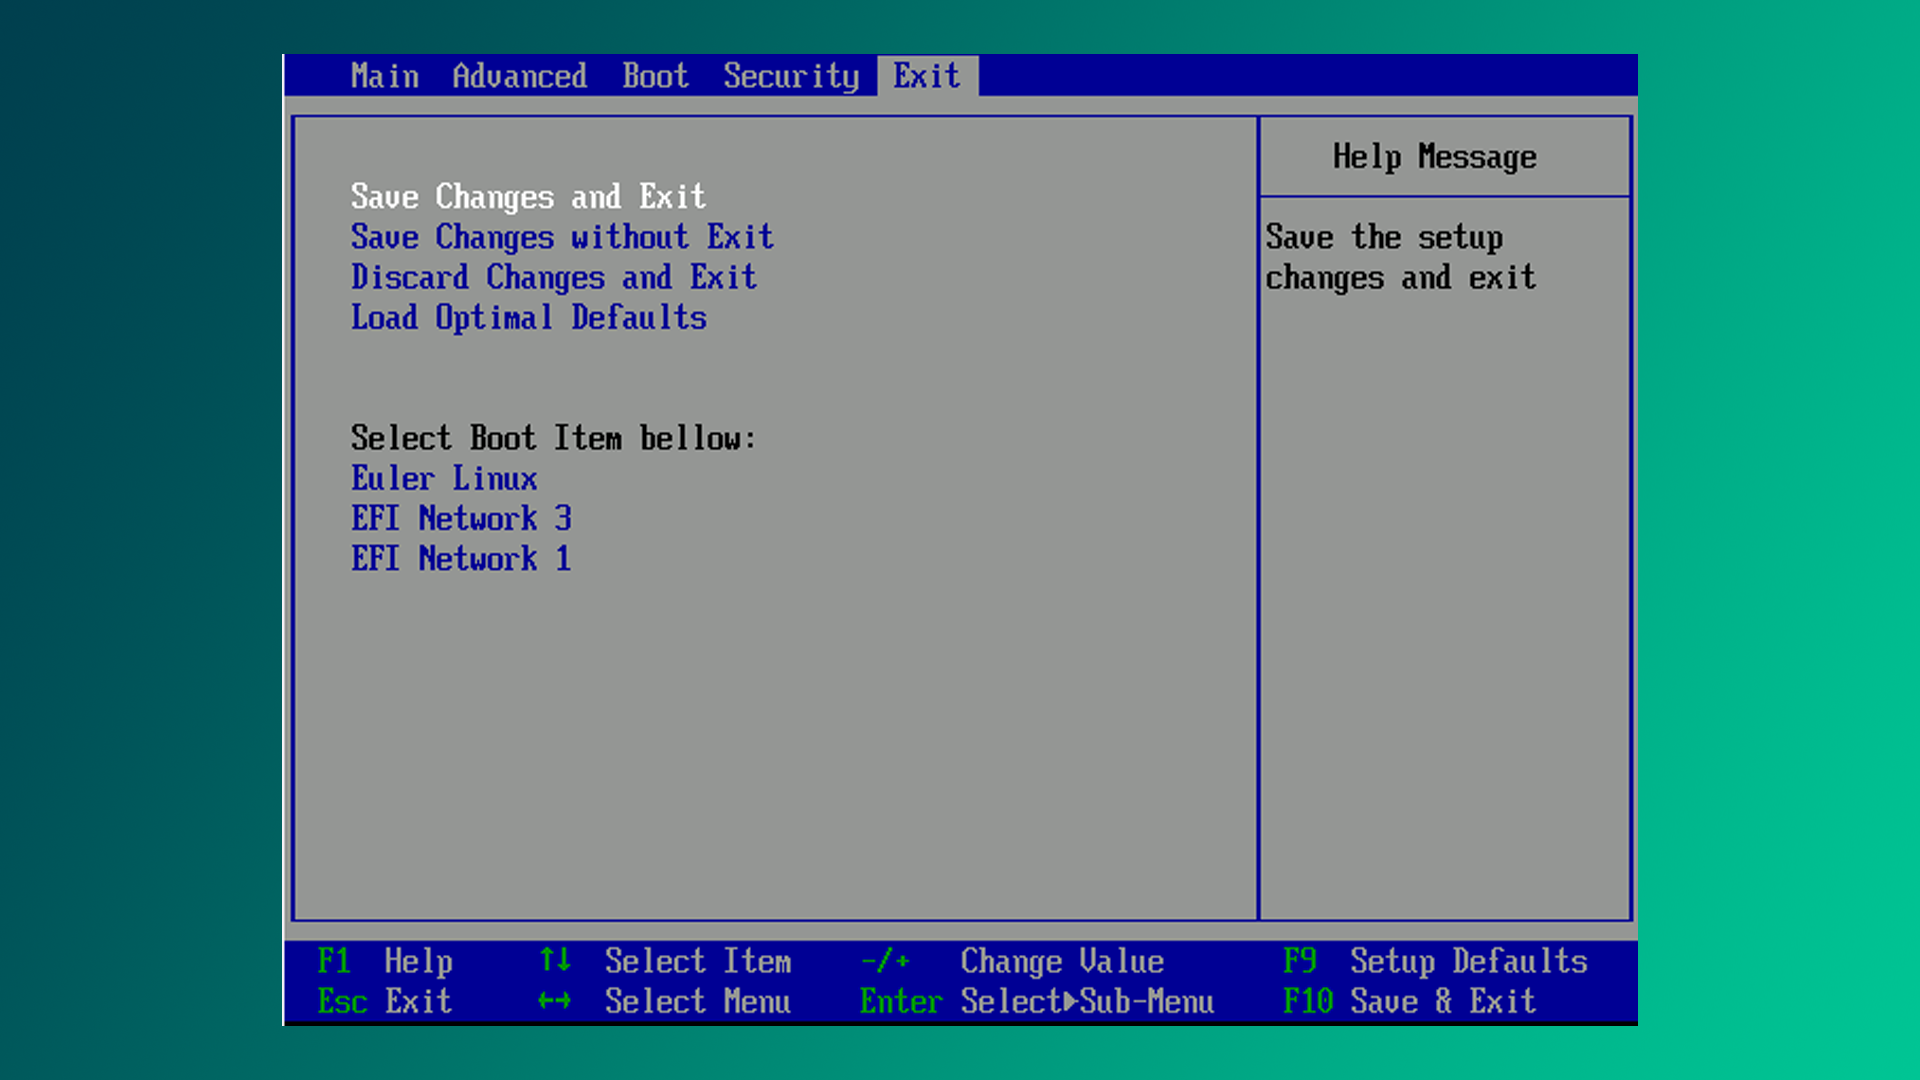 Main Advanced Boot Security Exit
Save Changes and Exit
Save Changes without Exit
Discard Changes and Exit
Load Optimal Defaults
Select Boot Item bellow:
Euler Linux
EFI Network 3
EFI Network 1
Help Message
Save the setup
changes and exit
F1 Help ↑↓ Select Item -/+ Change Value F9 Setup Defaults
Esc Exit ←→ Select Menu Enter Select▶Sub-Menu F10 Save & Exit